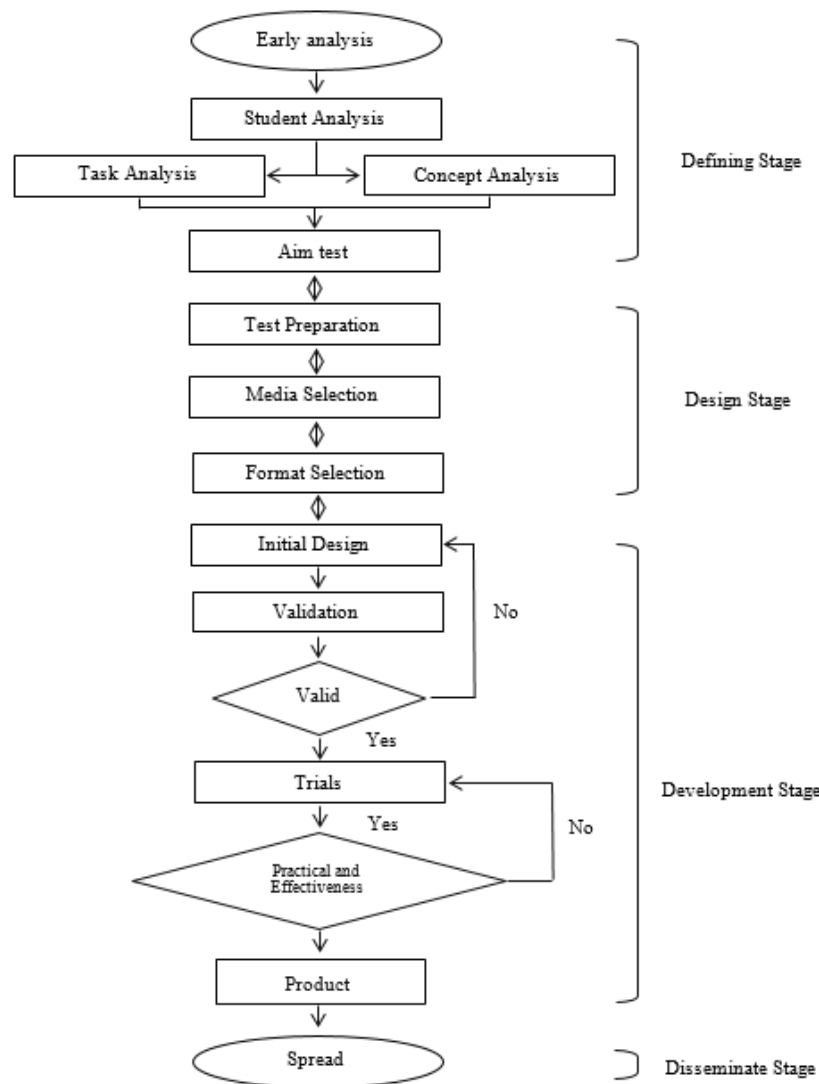 Early analysis
Student Analysis
Task Analysis
Concept Analysis
Defining Stage
Aim test
Test Preparation
Media Selection
Design Stage
Format Selection
Initial Design
Validation
No
Valid
Yes
Trials
Development Stage
Yes
No
Practical and
Effectiveness
Product
Spread
Disseminate Stage